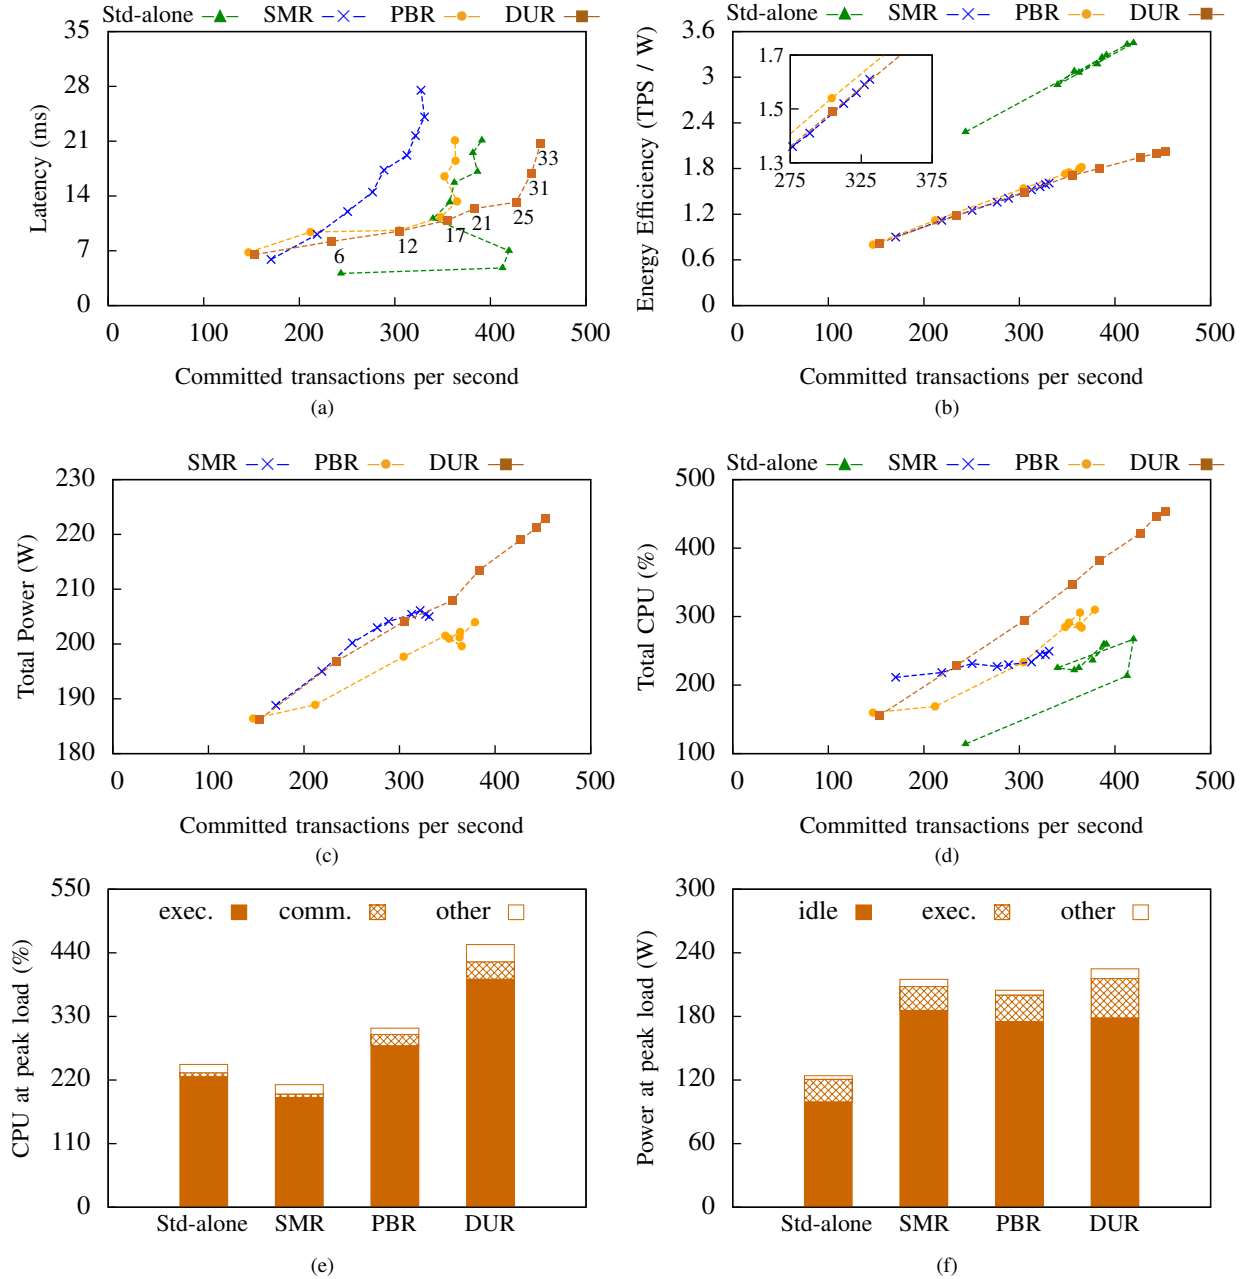 Std-alone SMR PBR DUR
35
28
21
14
7
0
Latency (ms)
6
12
17
21
25
31
33
0 100 200 300 400 500
Committed transactions per second
(a)
Std-alone SMR PBR DUR
3.6
3
2.4
1.8
1.2
0.6
0
Energy Efficiency (TPS / W)
1.7
1.5
1.3
275 325 375
0 100 200 300 400 500
Committed transactions per second
(b)
SMR PBR DUR
230
220
210
200
190
180
Total Power (W)
0 100 200 300 400 500
Committed transactions per second
(c)
Std-alone SMR PBR DUR
500
400
300
200
100
Total CPU (%)
0 100 200 300 400 500
Committed transactions per second
(d)
exec. comm. other
550
440
330
220
110
0
CPU at peak load (%)
Std-alone SMR PBR DUR
(e)
idle exec. other
300
240
180
120
60
0
Power at peak load (W)
Std-alone SMR PBR DUR
(f)